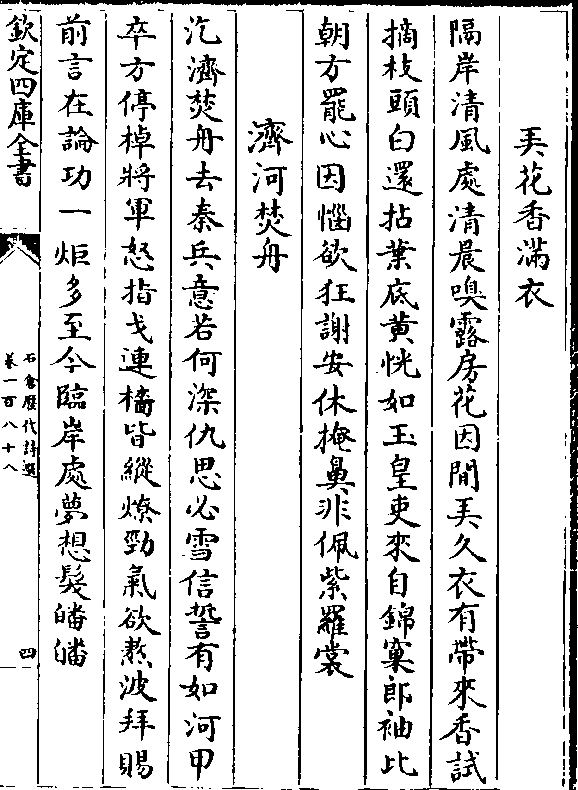 弄花香滿衣
隔岸清風處清晨嗅露房花因閒弄久衣有帶來香試
摘枝頭白還拈葉底黄恍如玉皇吏來自錦窠郎袖比
朝方罷心因惱欲狂謝安休掩鼻非佩紫羅裳
濟河焚舟
汔濟焚舟去秦兵意若何深仇思必雪信誓有如河甲
卒方停棹將軍怒指戈連檣皆縱燎勁氣欲熬波拜賜
前言在論功一炬多至今臨岸處夢想髮皤皤
欽定四庫全書
石倉歷代詩選
卷一百八十八
四